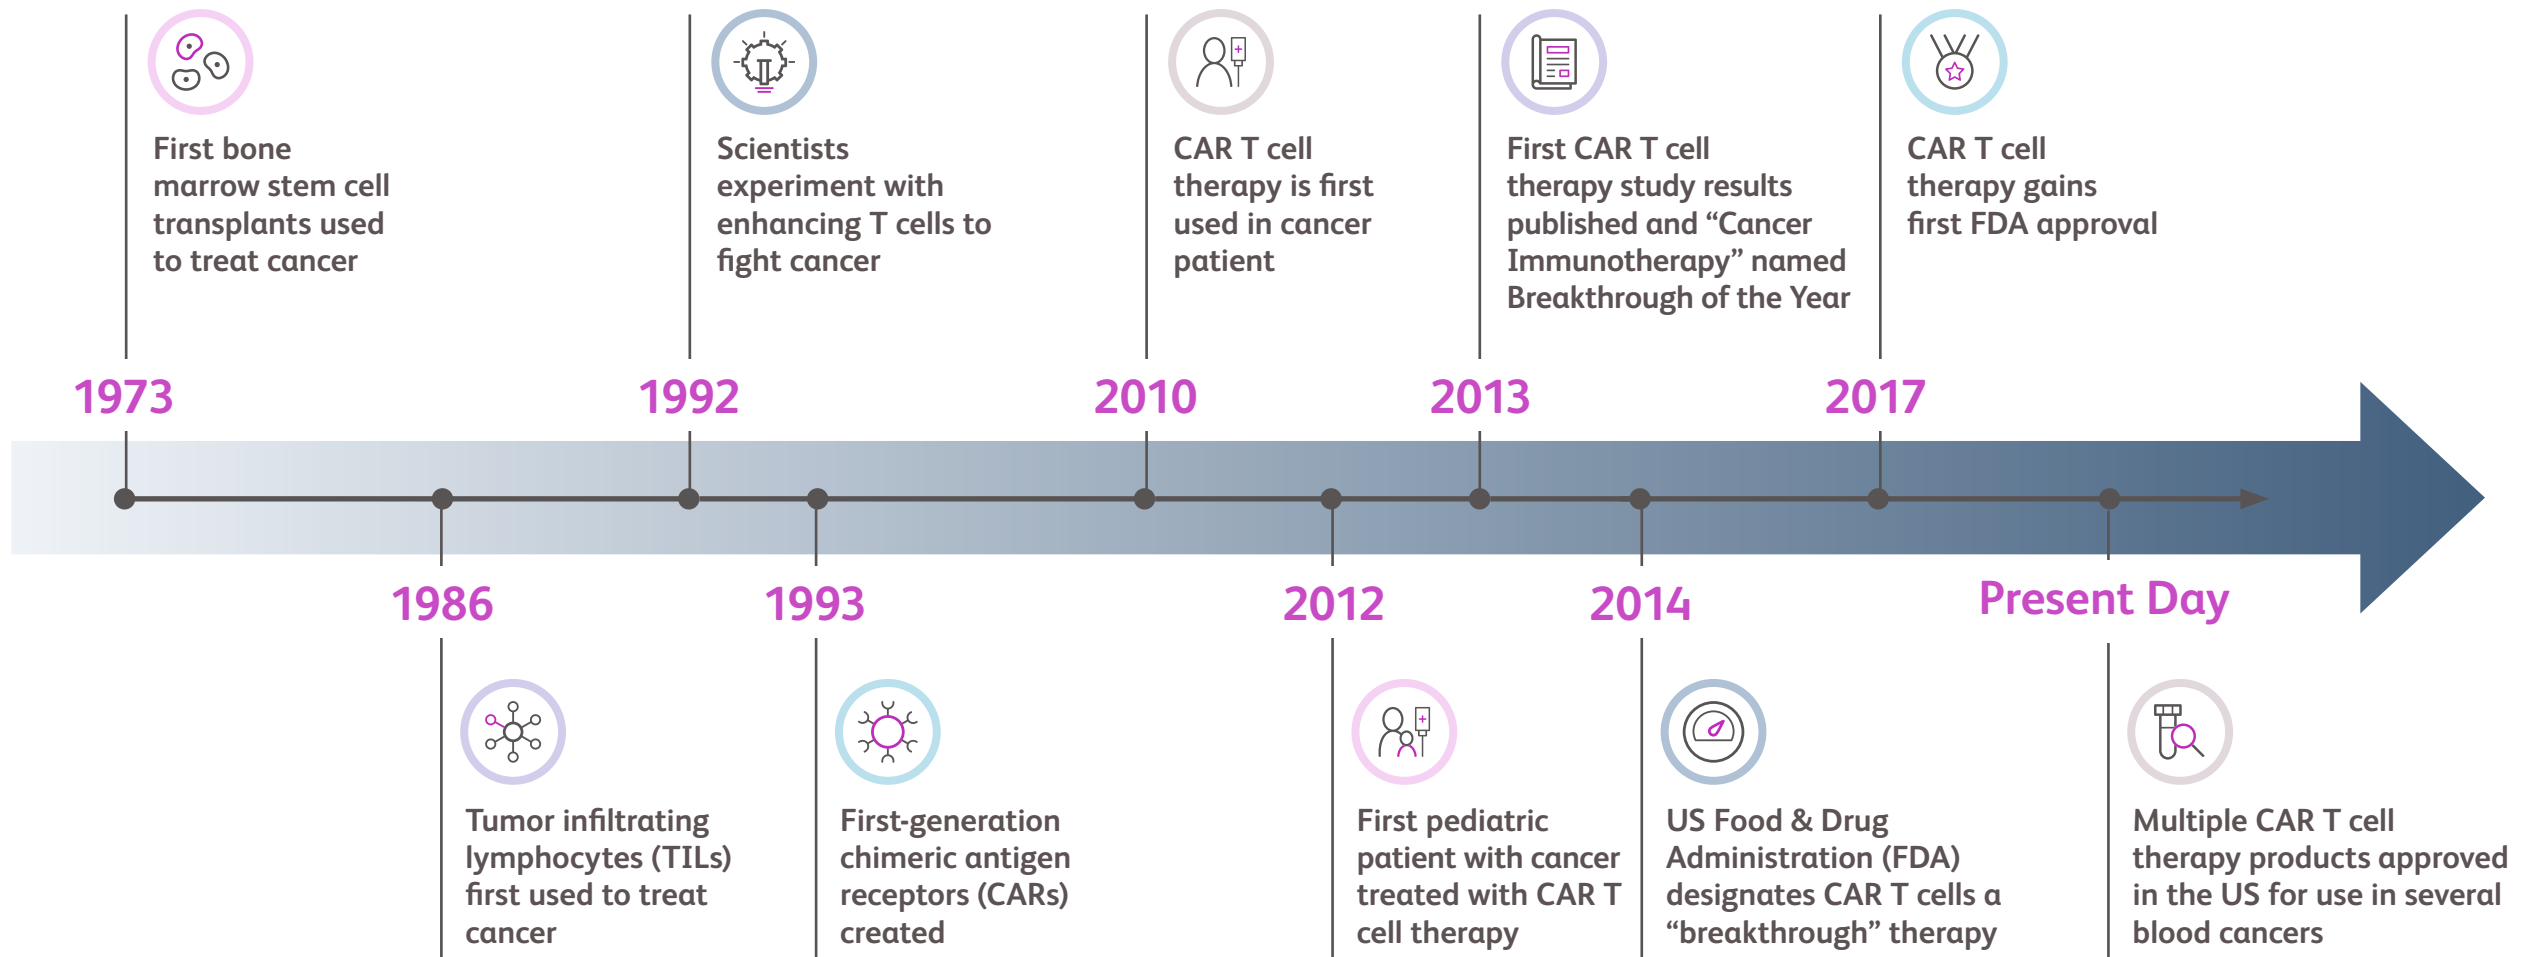 First bone
marrow stem cell
transplants used
to treat cancer
Scientists
experiment with
enhancing T cells to
fight cancer
CAR T cell
therapy is first
used in cancer
patient
First CAR T cell
therapy study results
published and “Cancer
Immunotherapy” named
Breakthrough of the Year
CAR T cell
therapy gains
first FDA approval
1973
1992
2010
2013
2017
1986
1993
2012
2014
Present Day
Tumor infiltrating
lymphocytes (TILs)
first used to treat
cancer
First-generation
chimeric antigen
receptors (CARs)
created
First pediatric
patient with cancer
treated with CAR T
cell therapy
US Food & Drug
Administration (FDA)
designates CAR T cells a
“breakthrough” therapy
Multiple CAR T cell
therapy products approved
in the US for use in several
blood cancers